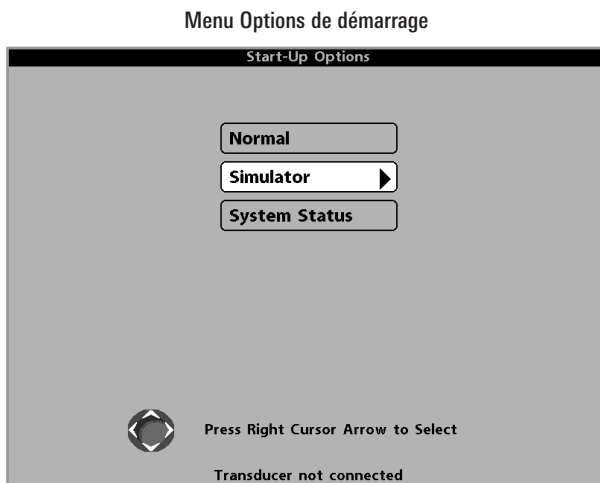 Menu Options de démarrage
Start-Up Options
Normal
Simulator
System Status
Press Right Cursor Arrow to Select
Transducer not connected